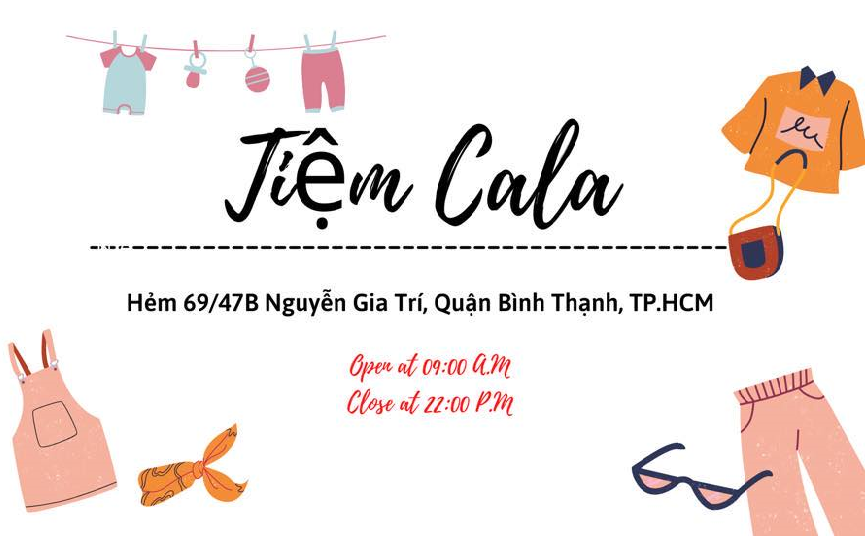 Tiệm Cala
Hẻm 69/47B Nguyễn Gia Trí, Quận Bình Thạnh, TP.HCM
Open at 09:00 A.M
Close at 22:00 P.M